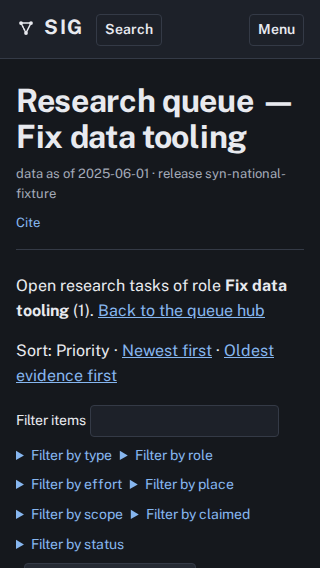 SIG Search Menu
Research queue —
Fix data tooling
data as of 2025-06-01 · release syn-national-
fixture
Cite
Open research tasks of role Fix data
tooling (1). Back to the queue hub
Sort: Priority · Newest first · Oldest
evidence first
Filter items
▶ Filter by type ▶ Filter by role
▶ Filter by effort ▶ Filter by place
▶ Filter by scope ▶ Filter by claimed
▶ Filter by status